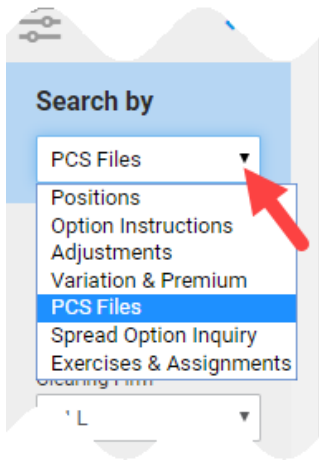 Search by
PCS Files
Positions
Option Instructions
Adjustments
Variation & Premium
PCS Files
Spread Option Inquiry
Exercises & Assignments
Clearing Firm
L